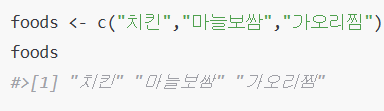 foods <- c("치킨","마늘보쌈","가오리찜")
foods
#>[1] "치킨" "마늘보쌈" "가오리찜"